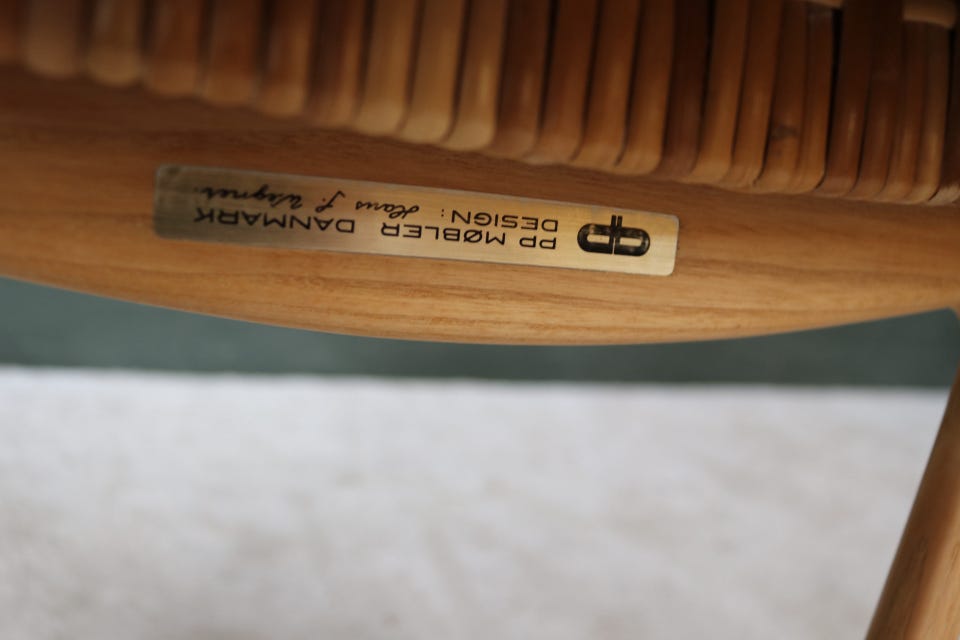 PP MØBLER DANMARK
DESIGN: Hans J. Wegner.